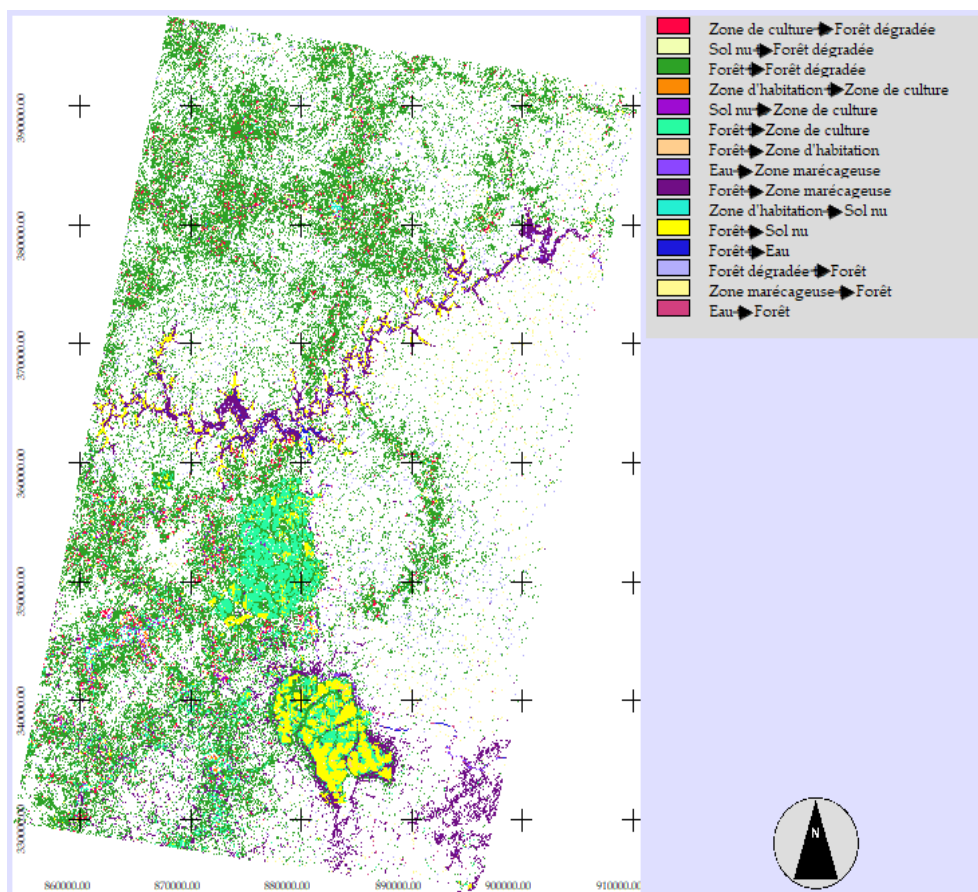 Zone de culture→Forêt dégradée
Sol nu→Forêt dégradée
Forêt→Forêt dégradée
Zone d'habitation→Zone de culture
Sol nu→Zone de culture
Forêt→Zone de culture
Forêt→Zone d'habitation
Eau→Zone marécageuse
Forêt→Zone marécageuse
Zone d'habitation→Sol nu
Forêt→Sol nu
Forêt→Eau
Forêt dégradée→Forêt
Zone marécageuse→Forêt
Eau→Forêt
390000.00
380000.00
370000.00
360000.00
350000.00
340000.00
330000.00
860000.00 870000.00 880000.00 890000.00 900000.00 910000.00
N